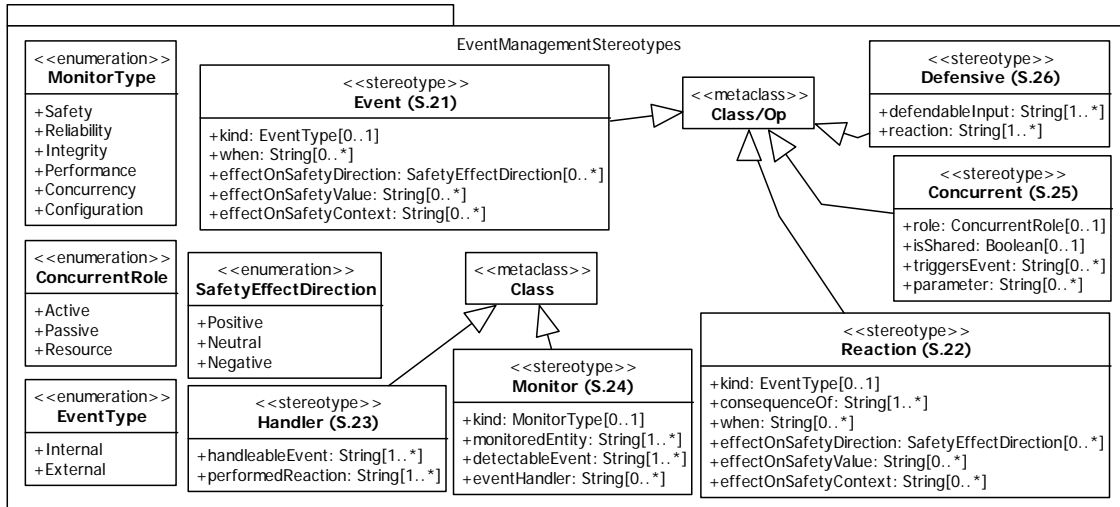 EventManagementStereotypes
<<enumeration>>
MonitorType
+Safety
+Reliability
+Integrity
+Performance
+Concurrency
+Configuration
<<stereotype>>
Event (S.21)
+kind: EventType[0..1]
+when: String[0..*]
+effectOnSafetyDirection: SafetyEffectDirection[0..*]
+effectOnSafetyValue: String[0..*]
+effectOnSafetyContext: String[0..*]
<<metaclass>>
Class/Op
<<stereotype>>
Defensive (S.26)
+defendableInput: String[1..*]
+reaction: String[1..*]
<<stereotype>>
Concurrent (S.25)
+role: ConcurrentRole[0..1]
+isShared: Boolean[0..1]
+triggersEvent: String[0..*]
+parameter: String[0..*]
<<enumeration>>
ConcurrentRole
+Active
+Passive
+Resource
<<enumeration>>
SafetyEffectDirection
+Positive
+Neutral
+Negative
<<metaclass>>
Class
<<enumeration>>
EventType
+Internal
+External
<<stereotype>>
Handler (S.23)
+handleableEvent: String[1..*]
+performedReaction: String[1..*]
<<stereotype>>
Monitor (S.24)
+kind: MonitorType[0..1]
+monitoredEntity: String[1..*]
+detectableEvent: String[1..*]
+eventHandler: String[0..*]
<<stereotype>>
Reaction (S.22)
+kind: EventType[0..1]
+consequenceOf: String[1..*]
+when: String[0..*]
+effectOnSafetyDirection: SafetyEffectDirection[0..*]
+effectOnSafetyValue: String[0..*]
+effectOnSafetyContext: String[0..*]